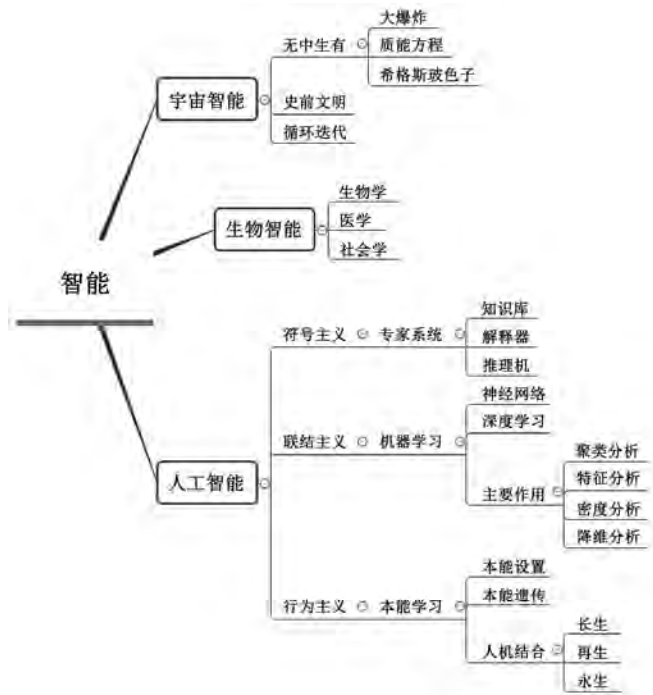 智能
宇宙智能
无中生有
大爆炸
质能方程
希格斯玻色子
史前文明
循环迭代
生物智能
生物学
医学
社会学
人工智能
符号主义
专家系统
知识库
解释器
推理机
联结主义
机器学习
神经网络
深度学习
主要作用
聚类分析
特征分析
密度分析
降维分析
行为主义
本能学习
本能设置
本能遗传
人机结合
长生
再生
永生